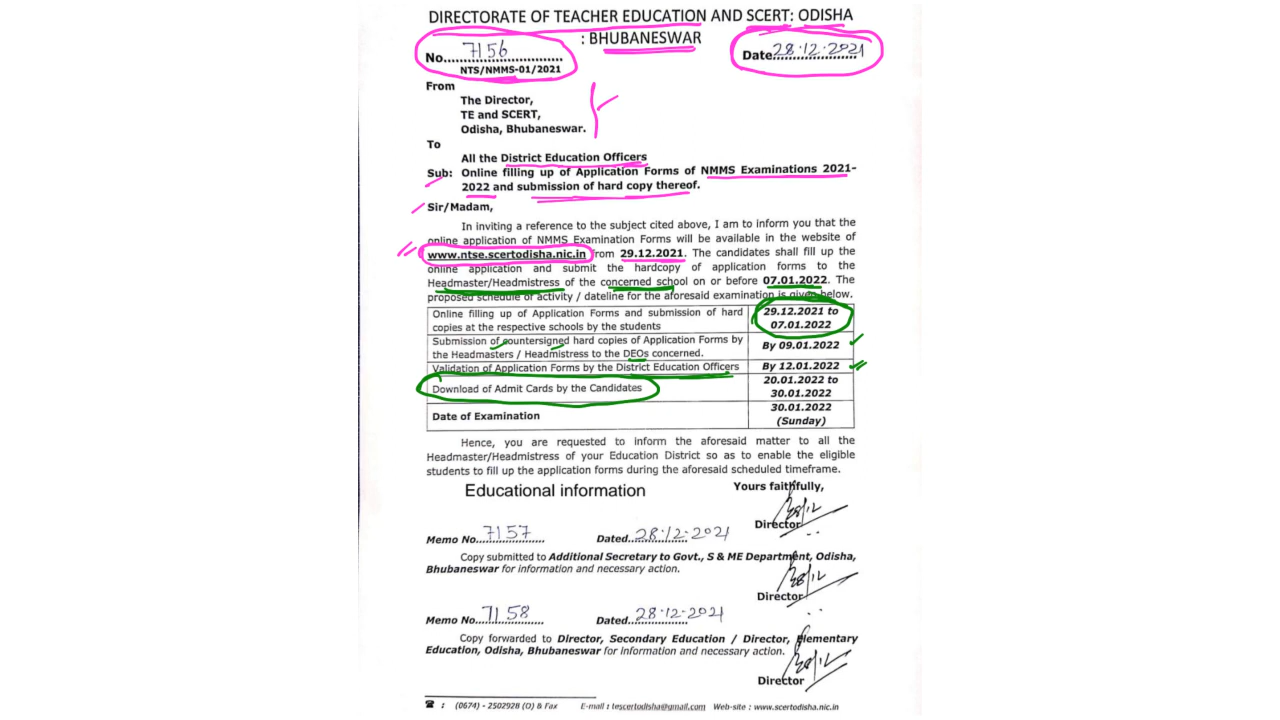 DIRECTORATE OF TEACHER EDUCATION AND SCERT: ODISHA
: BHUBANESWAR
No. 7156
Date 28.12.2021
NTS/NMMS-01/2021
From
The Director,
TE and SCERT,
Odisha, Bhubaneswar.
To
All the District Education Officers
Sub: Online filling up of Application Forms of NMMS Examinations 2021-
2022 and submission of hard copy thereof.
Sir/Madam,
In inviting a reference to the subject cited above, I am to inform you that the
online application of NMMS Examination Forms will be available in the website of
www.ntse.scertodisha.nic.in from 29.12.2021. The candidates shall fill up the
online application and submit the hardcopy of application forms to the
Headmaster/Headmistress of the concerned school on or before 07.01.2022. The
proposed schedule of activity / dateline for the aforesaid examination is given below.
Online filling up of Application Forms and submission of hard
copies at the respective schools by the students
29.12.2021 to
07.01.2022
Submission of countersigned hard copies of Application Forms by
the Headmasters / Headmistress to the DEOs concerned.
By 09.01.2022
Validation of Application Forms by the District Education Officers
By 12.01.2022
Download of Admit Cards by the Candidates
20.01.2022 to
30.01.2022
Date of Examination
30.01.2022
(Sunday)
Hence, you are requested to inform the aforesaid matter to all the
Headmaster/Headmistress of your Education District so as to enable the eligible
students to fill up the application forms during the aforesaid scheduled timeframe.
Educational information
Yours faithfully,
28/12
Director
Memo No. 7157 Dated. 28.12.2021
Copy submitted to Additional Secretary to Govt., S & ME Department, Odisha,
Bhubaneswar for information and necessary action.
28/12
Director
Memo No. 7158 Dated. 28.12.2021
Copy forwarded to Director, Secondary Education / Director, Elementary
Education, Odisha, Bhubaneswar for information and necessary action.
28/12
Director
☎ : (0674) - 2502928 (O) & Fax E-mail : tescertodisha@gmail.com Web-site : www.scertodisha.nic.in